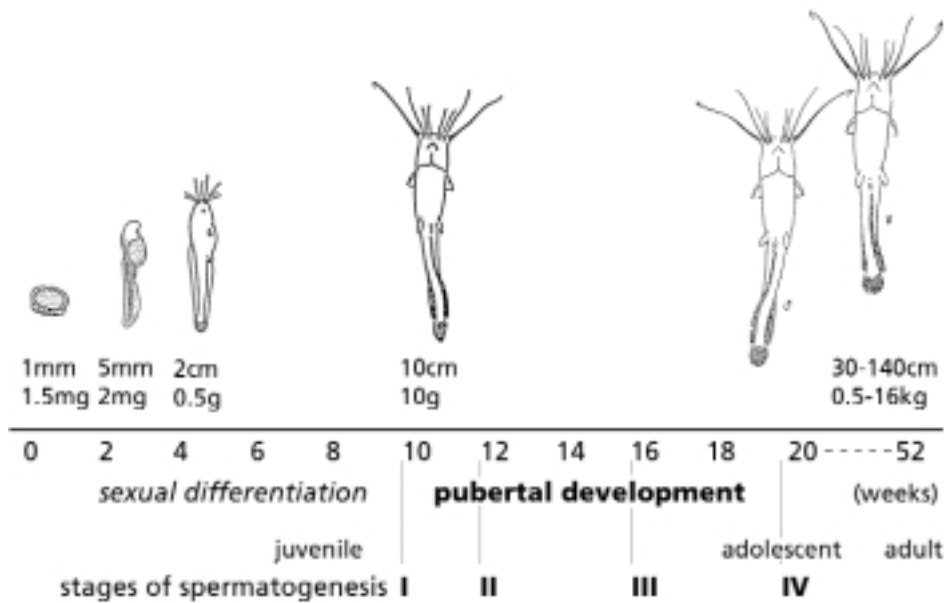 1mm 5mm 2cm 10cm 30-140cm
1.5mg 2mg 0.5g 10g 0.5-16kg
0 2 4 6 8 10 12 14 16 18 20 - - - - - 52
sexual differentiation pubertal development (weeks)
juvenile adolescent adult
stages of spermatogenesis I II III IV